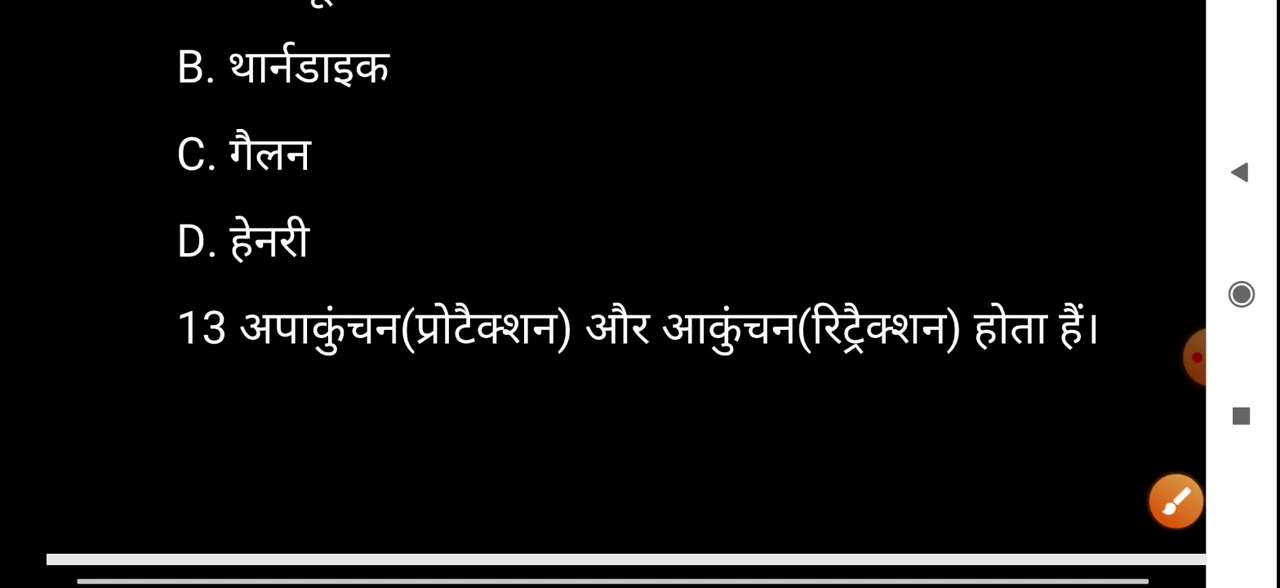 B. थार्नडाइक
C. गैलन
D. हेनरी
13 अपाकुंचन(प्रोटैक्शन) और आकुंचन(रिट्रैक्शन) होता हैं।